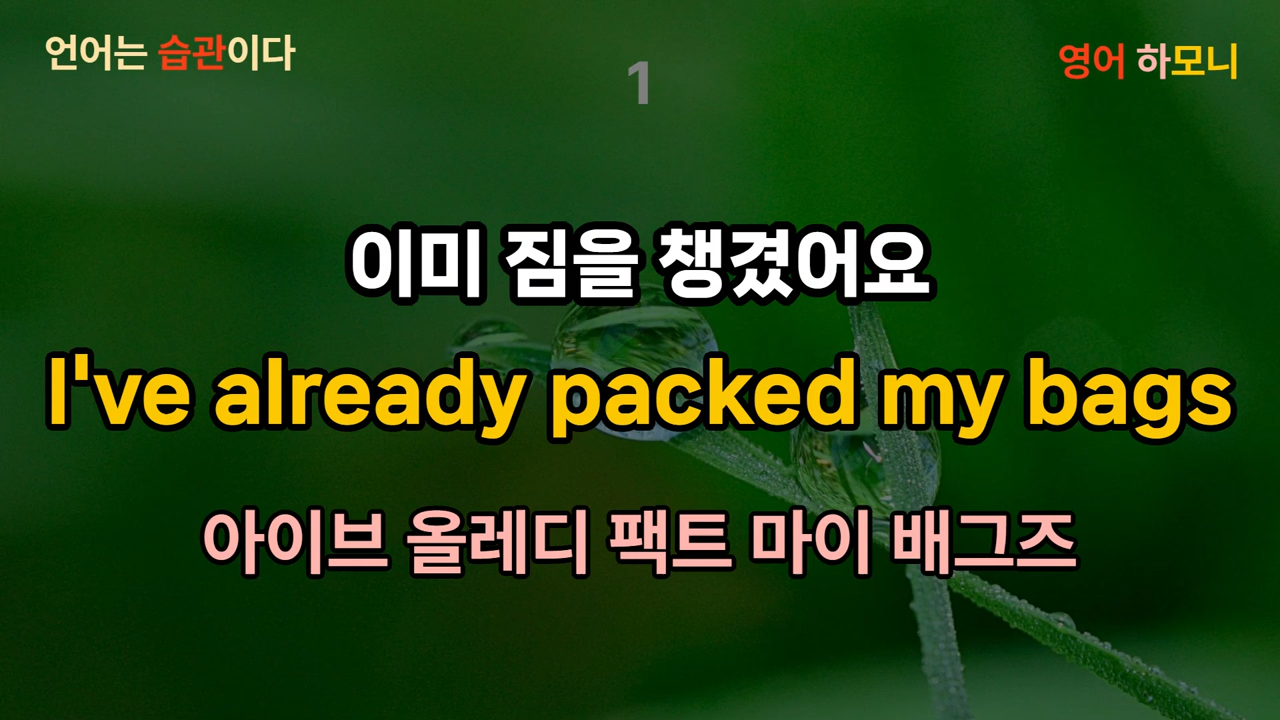 언어는 습관이다
1
영어 하모니
이미 짐을 챙겼어요
I've already packed my bags
아이브 올레디 팩트 마이 배그즈